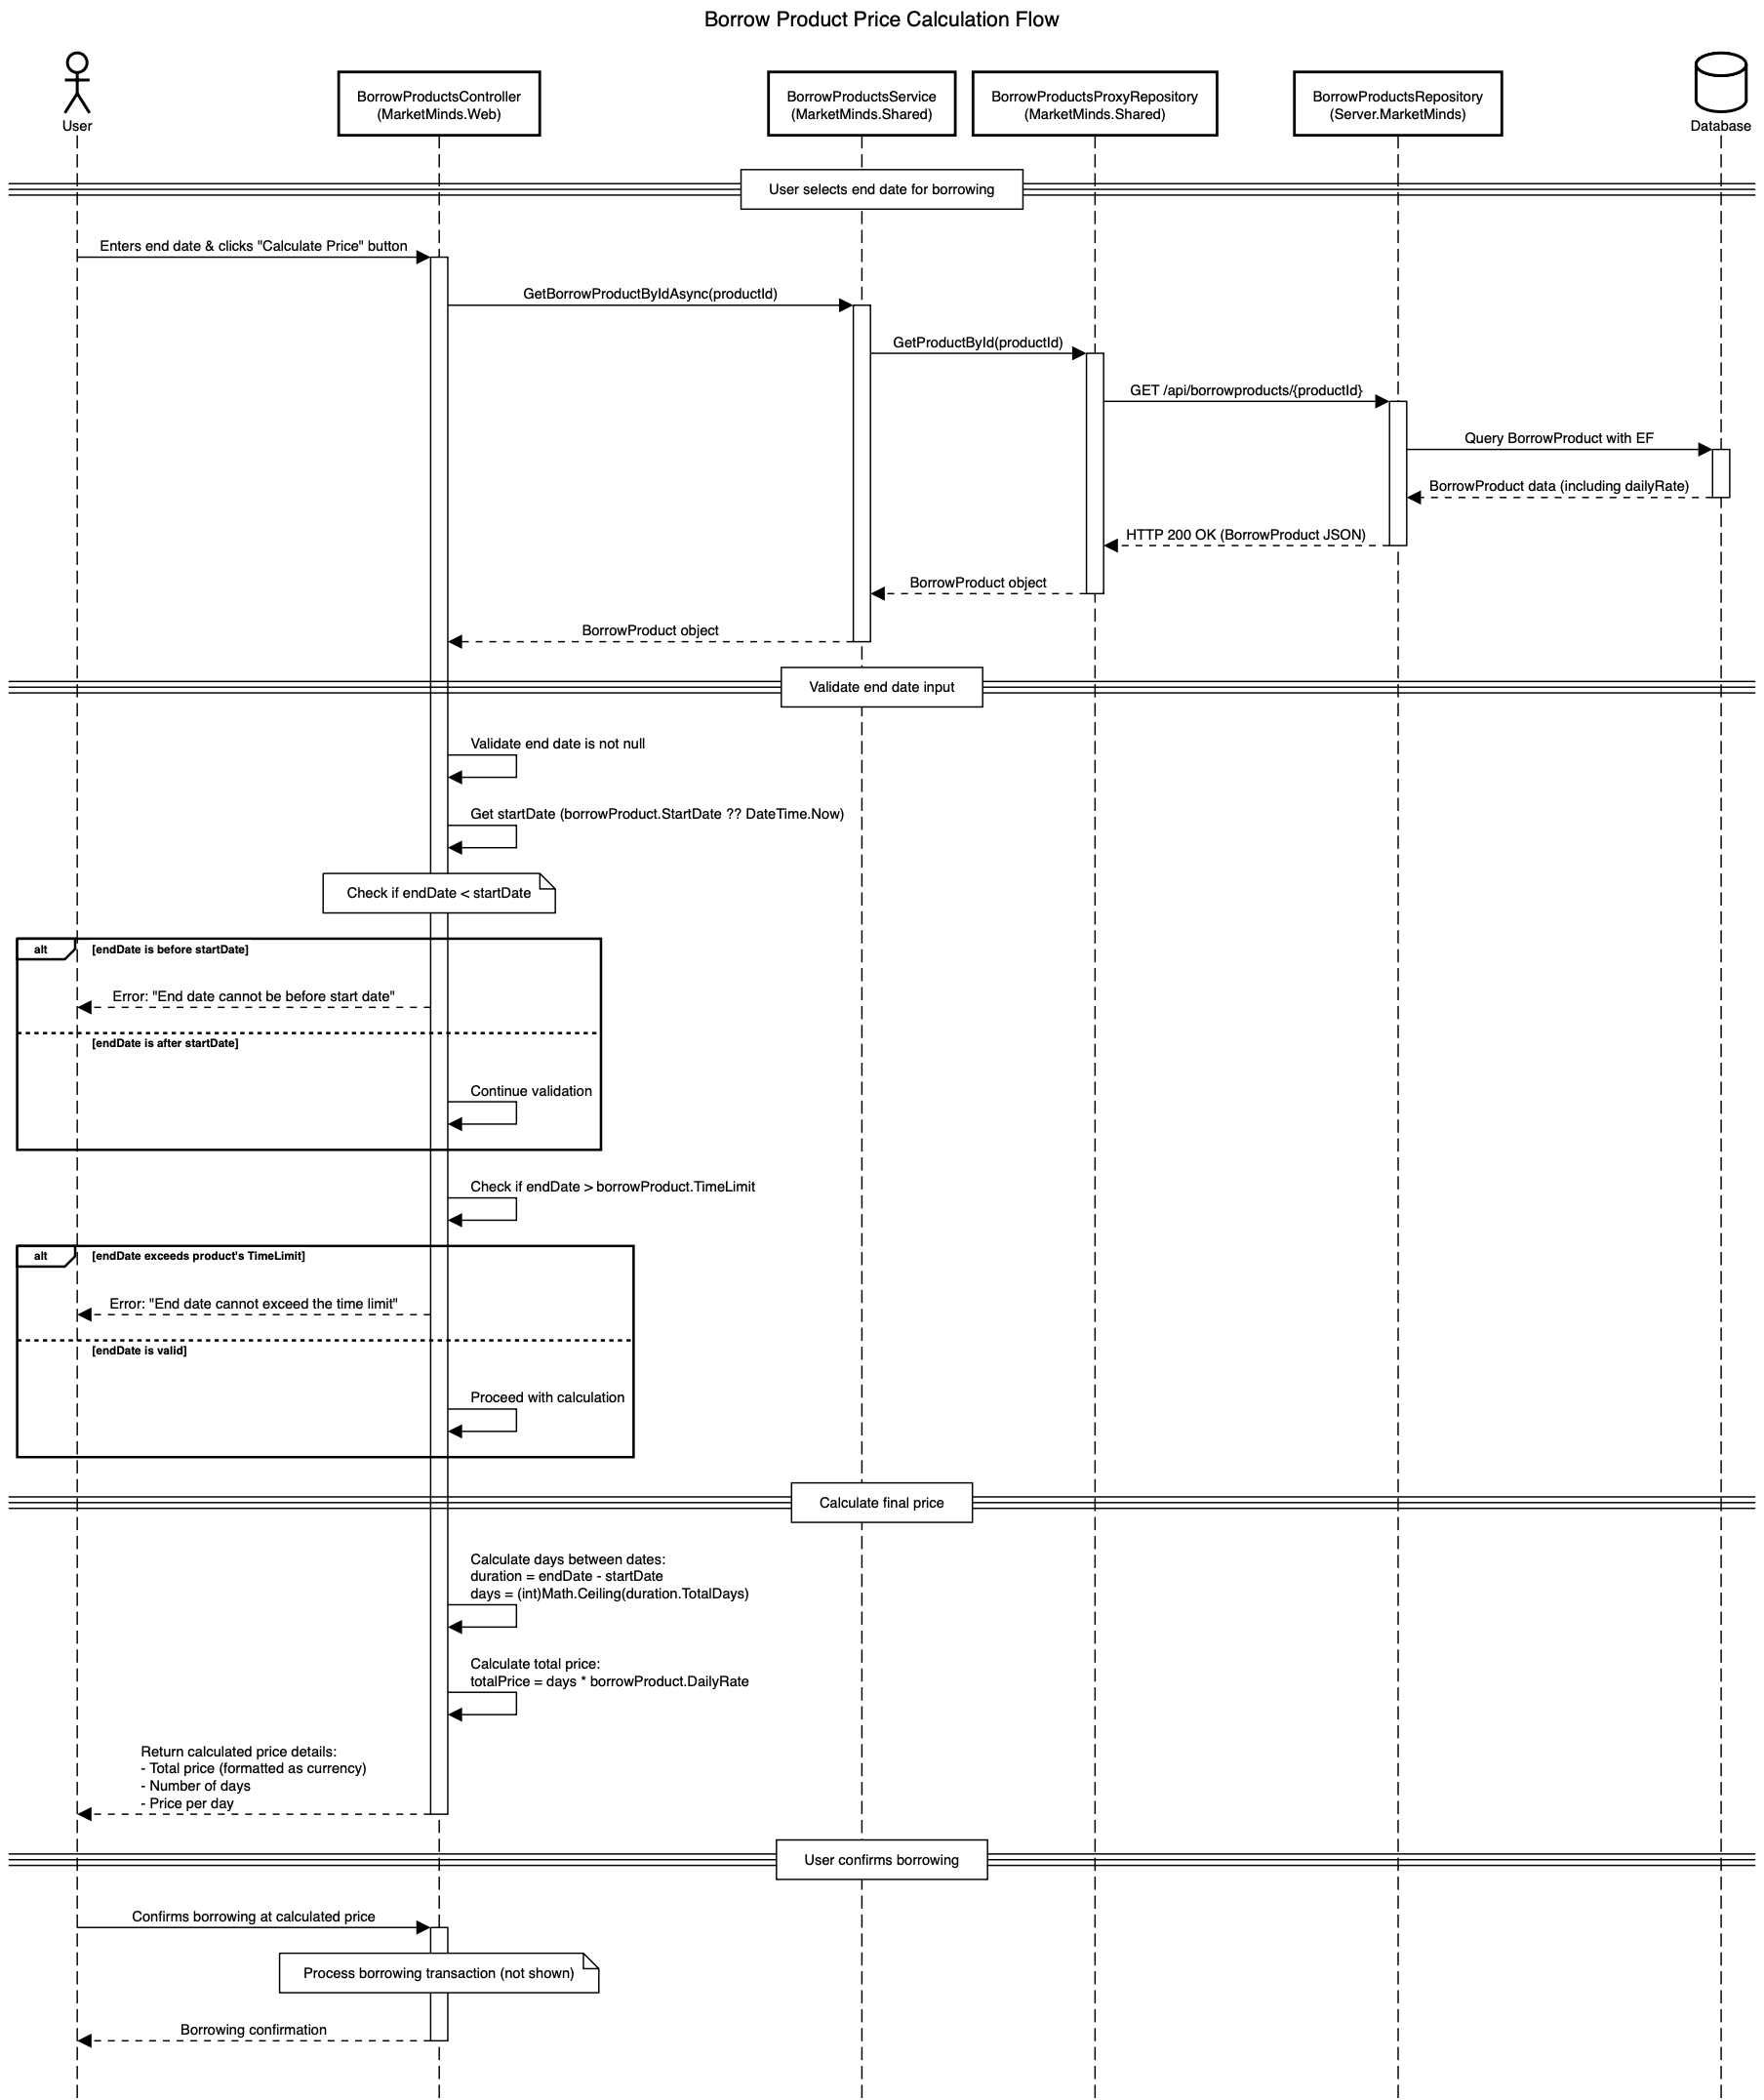 Borrow Product Price Calculation Flow
User
BorrowProductsController
(MarketMinds.Web)
BorrowProductsService
(MarketMinds.Shared)
BorrowProductsProxyRepository
(MarketMinds.Shared)
BorrowProductsRepository
(Server.MarketMinds)
Database
User selects end date for borrowing
Enters end date & clicks "Calculate Price" button
GetBorrowProductByIdAsync(productId)
GetProductById(productId)
GET /api/borrowproducts/{productId}
Query BorrowProduct with EF
BorrowProduct data (including dailyRate)
HTTP 200 OK (BorrowProduct JSON)
BorrowProduct object
BorrowProduct object
Validate end date input
Validate end date is not null
Get startDate (borrowProduct.StartDate ?? DateTime.Now)
Check if endDate < startDate
alt
[endDate is before startDate]
Error: "End date cannot be before start date"
[endDate is after startDate]
Continue validation
Check if endDate > borrowProduct.TimeLimit
alt
[endDate exceeds product's TimeLimit]
Error: "End date cannot exceed the time limit"
[endDate is valid]
Proceed with calculation
Calculate final price
Calculate days between dates:
duration = endDate - startDate
days = (int)Math.Ceiling(duration.TotalDays)
Calculate total price:
totalPrice = days * borrowProduct.DailyRate
Return calculated price details:
- Total price (formatted as currency)
- Number of days
- Price per day
User confirms borrowing
Confirms borrowing at calculated price
Process borrowing transaction (not shown)
Borrowing confirmation